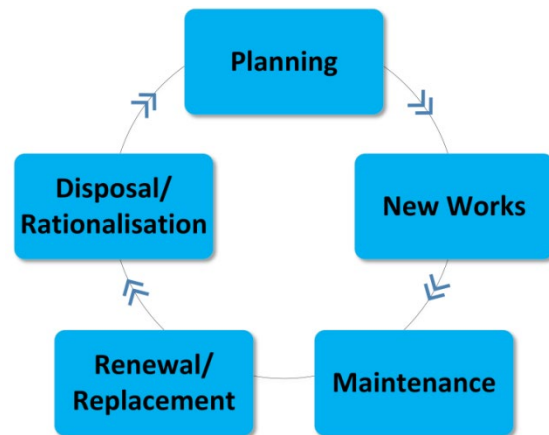 Planning
New Works
Maintenance
Renewal/
Replacement
Disposal/
Rationalisation